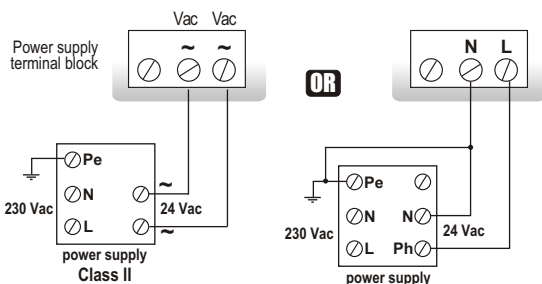 Vac Vac
Power supply
terminal block
~ ~
N L
OR
Pe
~
N
230 Vac
24 Vac
L
~
power supply
Class II
Pe
N N
230 Vac
24 Vac
L Ph
power supply